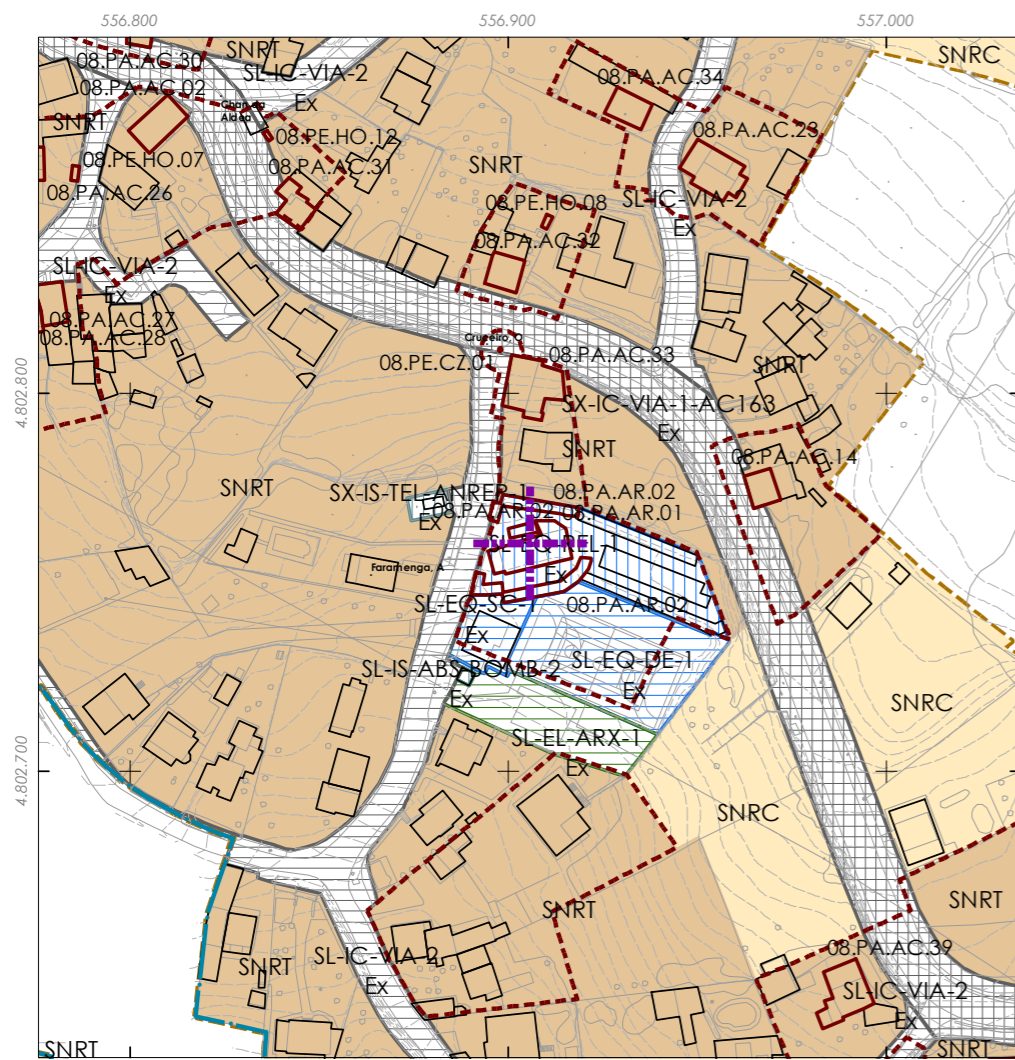 556.800
556.900
557.000
4.802.800
4.802.700
SNRT
SNRC
08.PA.AC.30
SL-IC-VIA-2
Ex
08.PA.AC.34
08.PA.AC.02
Chan da
Aldea
SNRT
08.PE.HO.12
08.PA.AC.23
08.PE.HO.07
08.PA.AC.31
SNRT
08.PA.AC.26
08.PE.HO.08
SL-IC-VIA-2
Ex
08.PA.AC.32
SL-IC-VIA-2
Ex
08.PA.AC.27
08.PA.AC.28
Cruceiro, O
08.PE.CZ.01
08.PA.AC.33
SNRT
SX-IC-VIA-1-AC163
Ex
SNRT
08.PA.AC.14
SNRT
SX-IS-TEL-ANREP-1
Ex
08.PA.AR.02
08.PA.AR.02
08.PA.AR.01
SL-EQ-REL-1
Ex
Faramenga, A
SL-EQ-SC-1
Ex
08.PA.AR.02
SL-EQ-DE-1
Ex
SL-IS-ABS-BOMB-2
Ex
SNRC
SL-EL-ARX-1
Ex
SNRC
SNRT
SNRT
08.PA.AC.39
SL-IC-VIA-2
Ex
SNRT
SL-IC-VIA-2
Ex
SNRT
SNRT